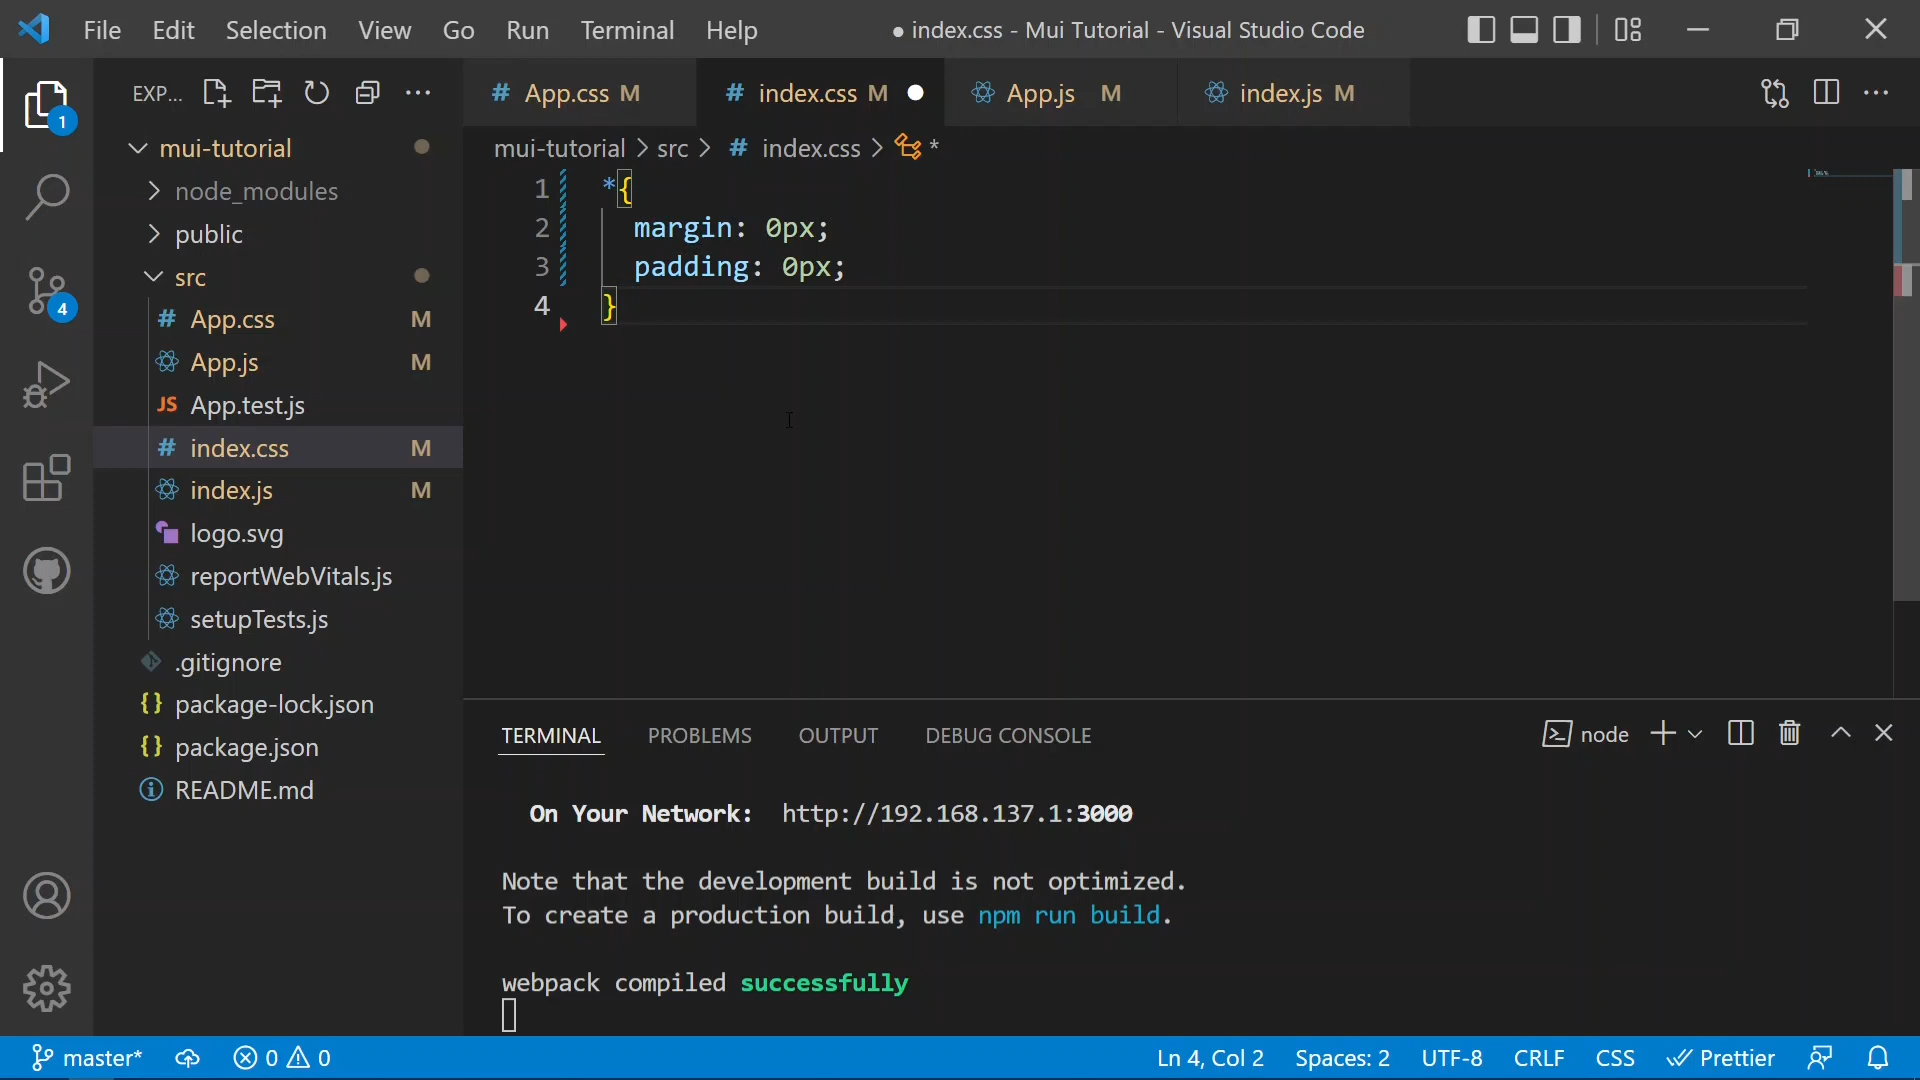 File Edit Selection View Go Run Terminal Help
● index.css - Mui Tutorial - Visual Studio Code
EXP...
App.css M
index.css M
App.js M
index.js M
mui-tutorial > src > # index.css > *
1 *{
2 margin: 0px;
3 padding: 0px;
4 }
mui-tutorial
node_modules
public
src
# App.css M
App.js M
JS App.test.js
# index.css M
index.js M
logo.svg
reportWebVitals.js
setupTests.js
.gitignore
{} package-lock.json
{} package.json
README.md
1
4
TERMINAL PROBLEMS OUTPUT DEBUG CONSOLE
node
On Your Network: http://192.168.137.1:3000
Note that the development build is not optimized.
To create a production build, use npm run build.
webpack compiled successfully
master* 0 0
Ln 4, Col 2 Spaces: 2 UTF-8 CRLF CSS Prettier